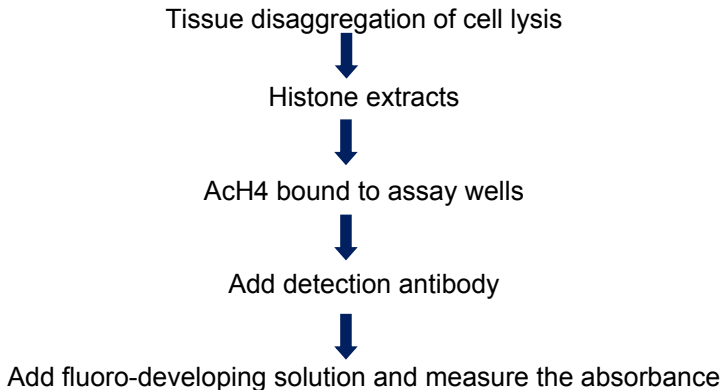 Tissue disaggregation of cell lysis
Histone extracts
AcH4 bound to assay wells
Add detection antibody
Add fluoro-developing solution and measure the absorbance